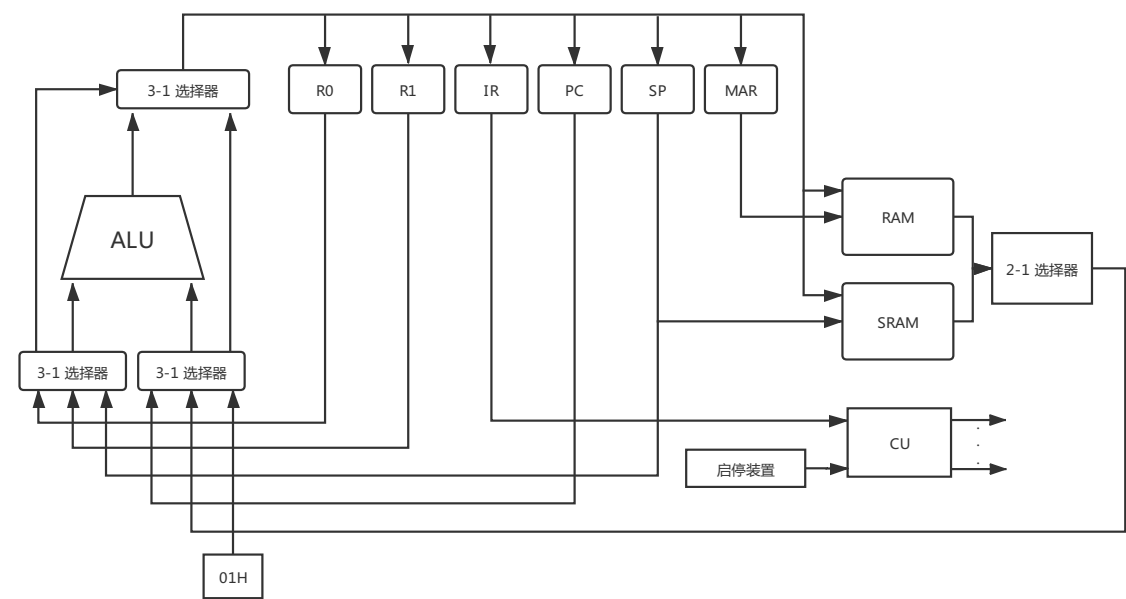 3-1 选择器
R0
R1
IR
PC
SP
MAR
RAM
ALU
2-1 选择器
SRAM
3-1 选择器
3-1 选择器
CU
启停装置
01H